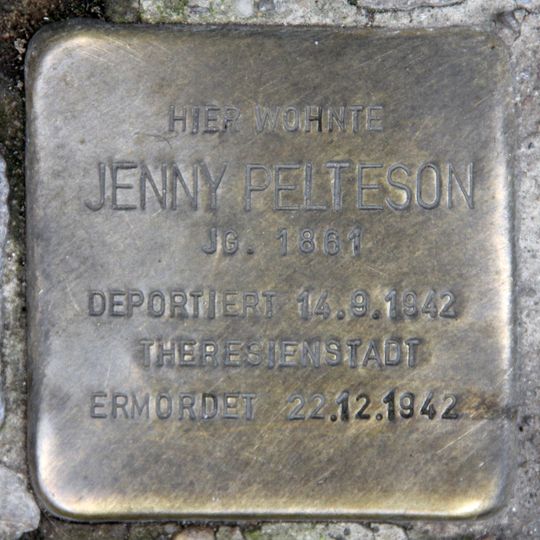 HIER WOHNTE
JENNY PELTESON
JG. 1861
DEPORTIERT 14.9.1942
THERESIENSTADT
ERMORDET 22.12.1942